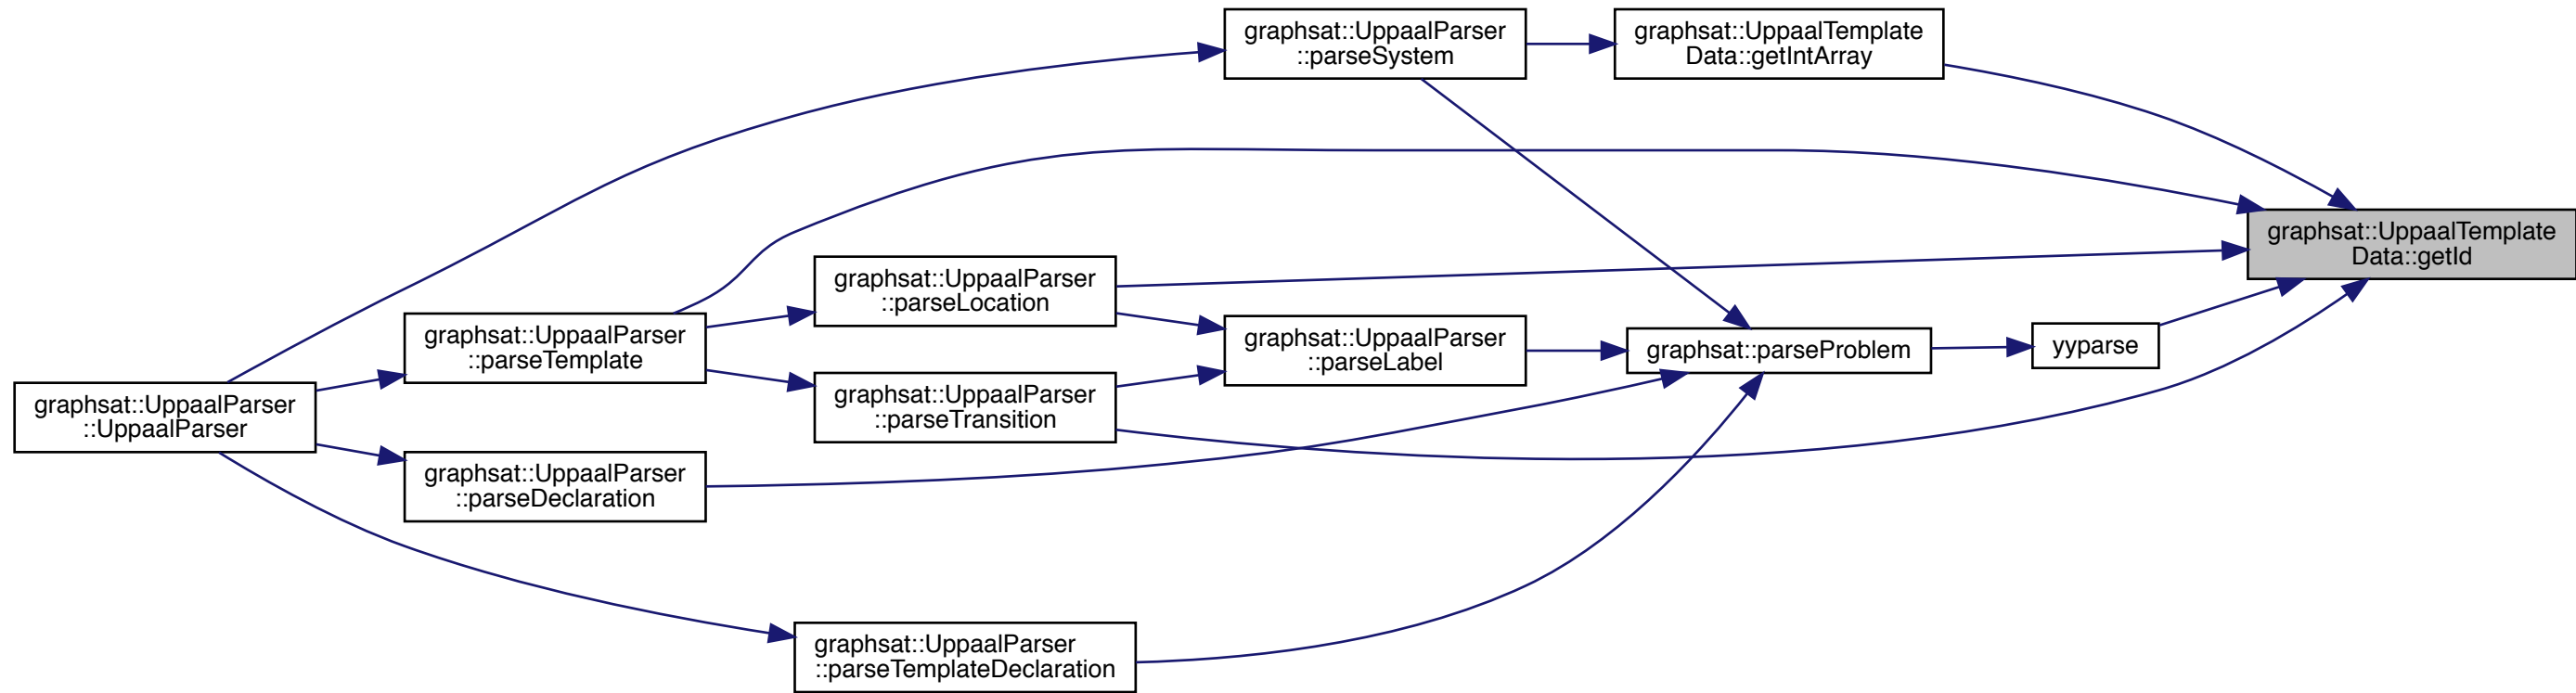 graphsat::UppaalParser
::parseSystem
graphsat::UppaalTemplate
Data::getIntArray
graphsat::UppaalTemplate
Data::getId
graphsat::UppaalParser
::parseLocation
graphsat::UppaalParser
::parseTemplate
graphsat::UppaalParser
::parseLabel
graphsat::parseProblem
yyparse
graphsat::UppaalParser
::parseTransition
graphsat::UppaalParser
::UppaalParser
graphsat::UppaalParser
::parseDeclaration
graphsat::UppaalParser
::parseTemplateDeclaration